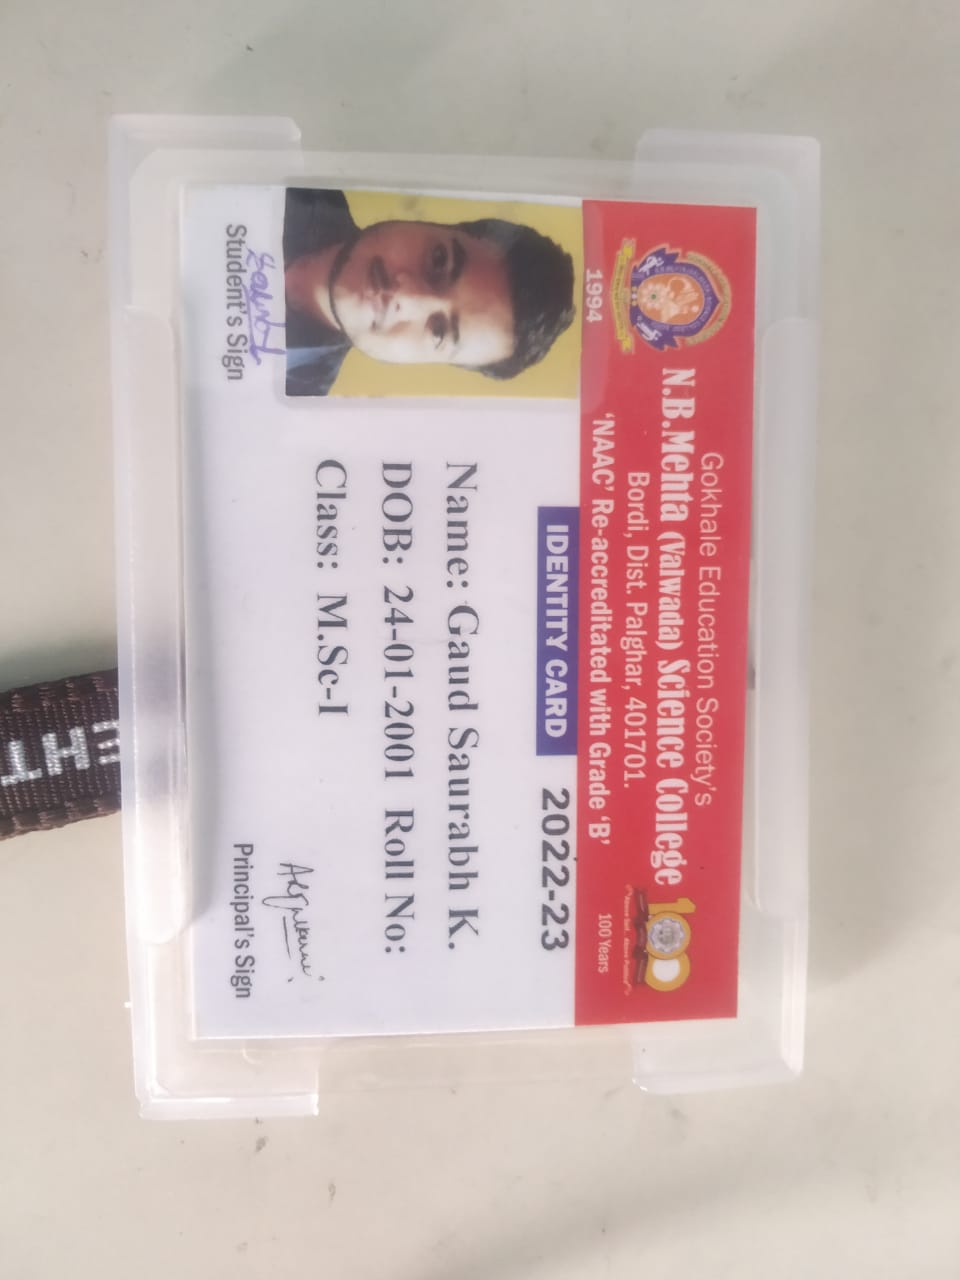 Gokhale Education Society's
N.B.Mehta (Valwada) Science College
Bordi, Dist. Palghar, 401701.
1994
'NAAC' Re-accreditated with Grade 'B'
100
100 Years
IDENTITY CARD
2022-23
Name: Gaud Saurabh K.
DOB: 24-01-2001 Roll No:
Class: M.Sc-I
Student's Sign
Principal's Sign